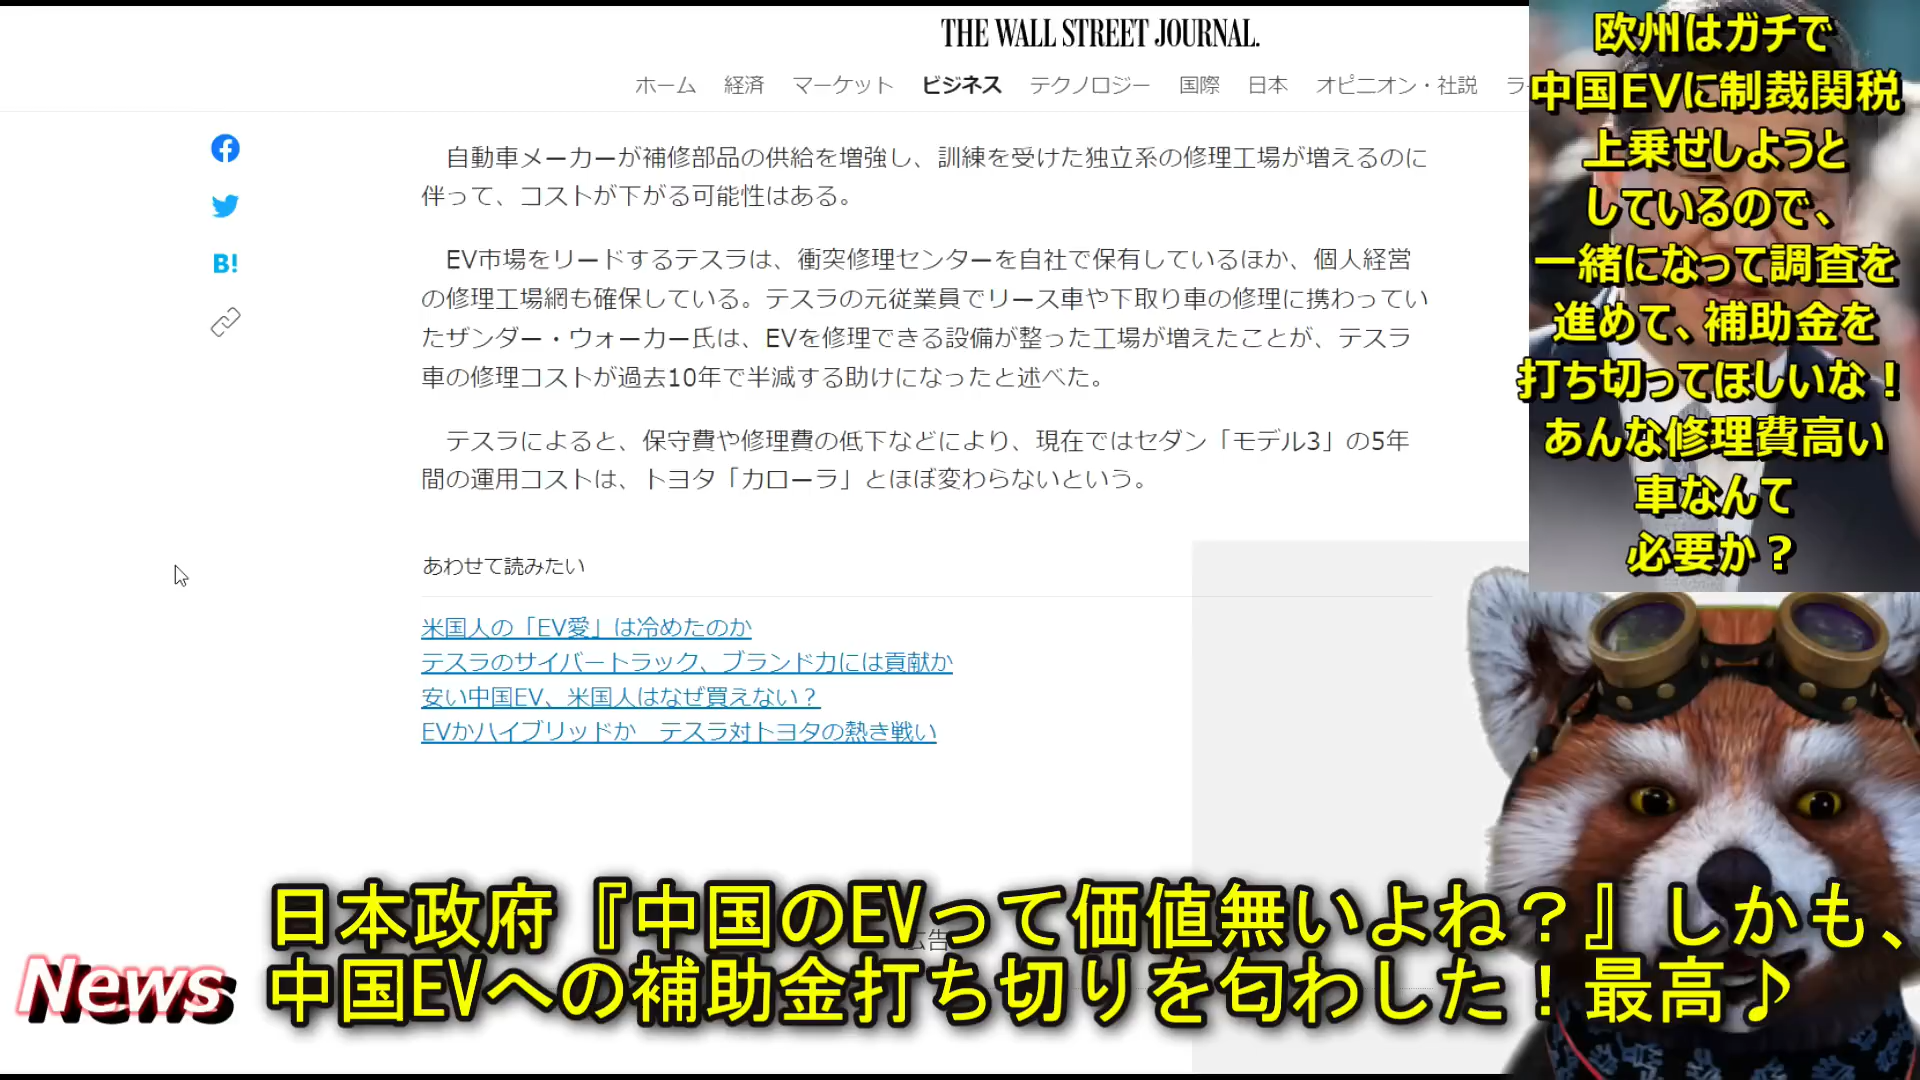 THE WALL STREET JOURNAL.
ホーム 経済 マーケット ビジネス テクノロジー 国際 日本 オピニオン・社説 ラ
自動車メーカーが補修部品の供給を増強し、訓練を受けた独立系の修理工場が増えるのに
伴って、コストが下がる可能性はある。
EV市場をリードするテスラは、衝突修理センターを自社で保有しているほか、個人経営
の修理工場網も確保している。テスラの元従業員でリース車や下取り車の修理に携わってい
たザンダー・ウォーカー氏は、EVを修理できる設備が整った工場が増えたことが、テスラ
車の修理コストが過去10年で半減する助けになったと述べた。
テスラによると、保守費や修理費の低下などにより、現在ではセダン「モデル3」の5年
間の運用コストは、トヨタ「カローラ」とほぼ変わらないという。
あわせて読みたい
米国人の「EV愛」は冷めたのか
テスラのサイバートラック、ブランド力には貢献か
安い中国EV、米国人はなぜ買えない？
EVかハイブリッドか　テスラ対トヨタの熱き戦い
B!
欧州はガチで
中国EVに制裁関税
上乗せしようと
しているので、
一緒になって調査を
進めて、補助金を
打ち切ってほしいな！
あんな修理費高い
車なんて
必要か？
広告
News
日本政府『中国のEVって価値無いよね？』しかも、
中国EVへの補助金打ち切りを匂わした！最高♪